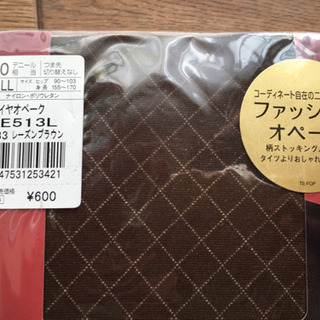 0 デニール相当 つま先切り替えなし
LL サイズ ヒップ 90〜103
身長 155〜170
ナイロン・ポリウレタン
イヤオペーク
E513L
33 レーズンブラウン
47531253421
¥600
コーディネート自在の二
ファッシ
オペー
柄ストッキング
タイツよりおしゃれ